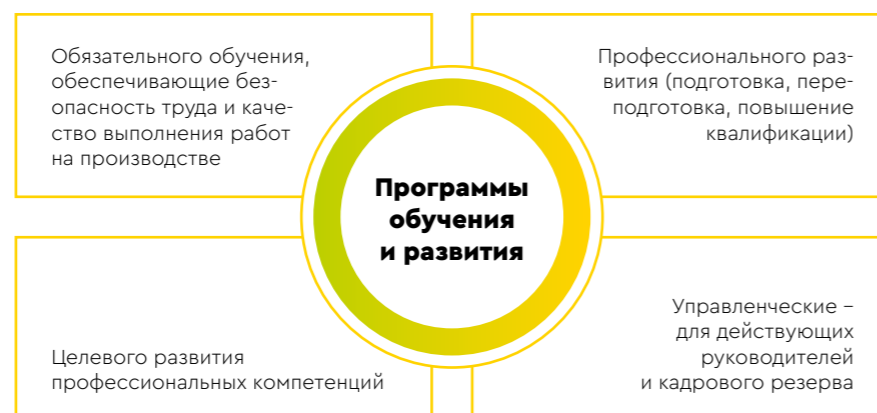 Обязательного обучения,
обеспечивающие без-
опасность труда и каче-
ство выполнения работ
на производстве
Профессионального раз-
вития (подготовка, пере-
подготовка, повышение
квалификации)
Программы
обучения
и развития
Целевого развития
профессиональных компетенций
Управленческие –
для действующих
руководителей
и кадрового резерва